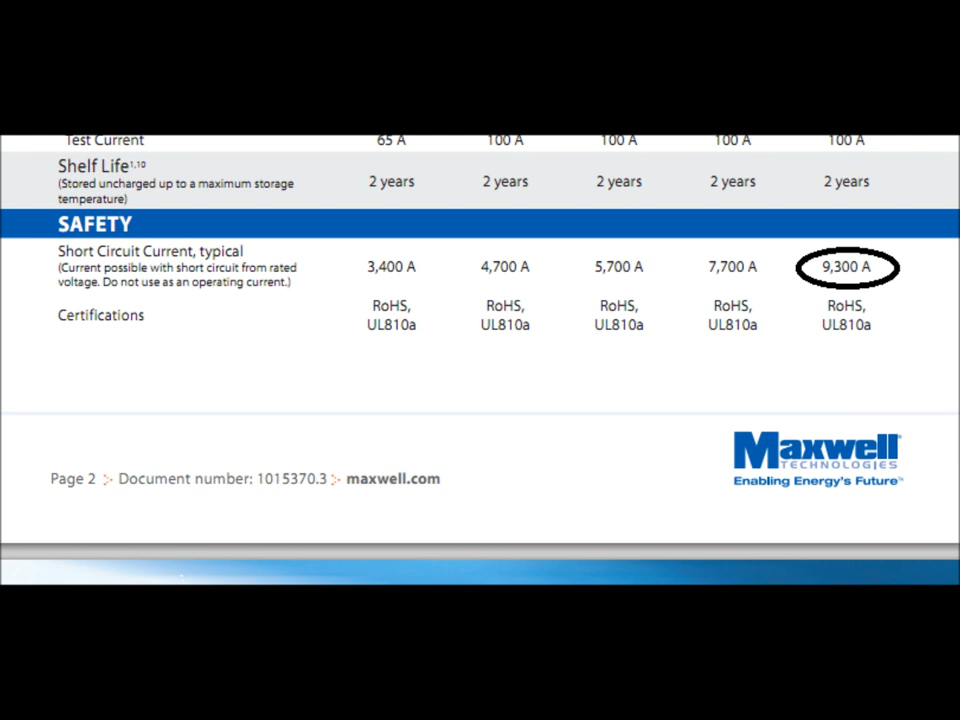 Test Current 65 A 100 A 100 A 100 A 100 A
Shelf Life1,10
(Stored uncharged up to a maximum storage
temperature) 2 years 2 years 2 years 2 years 2 years
SAFETY
Short Circuit Current, typical
(Current possible with short circuit from rated
voltage. Do not use as an operating current.) 3,400 A 4,700 A 5,700 A 7,700 A 9,300 A
Certifications RoHS, RoHS, RoHS, RoHS, RoHS,
UL810a UL810a UL810a UL810a UL810a
Maxwell®
TECHNOLOGIES
Enabling Energy's Future™
Page 2 Document number: 1015370.3 maxwell.com